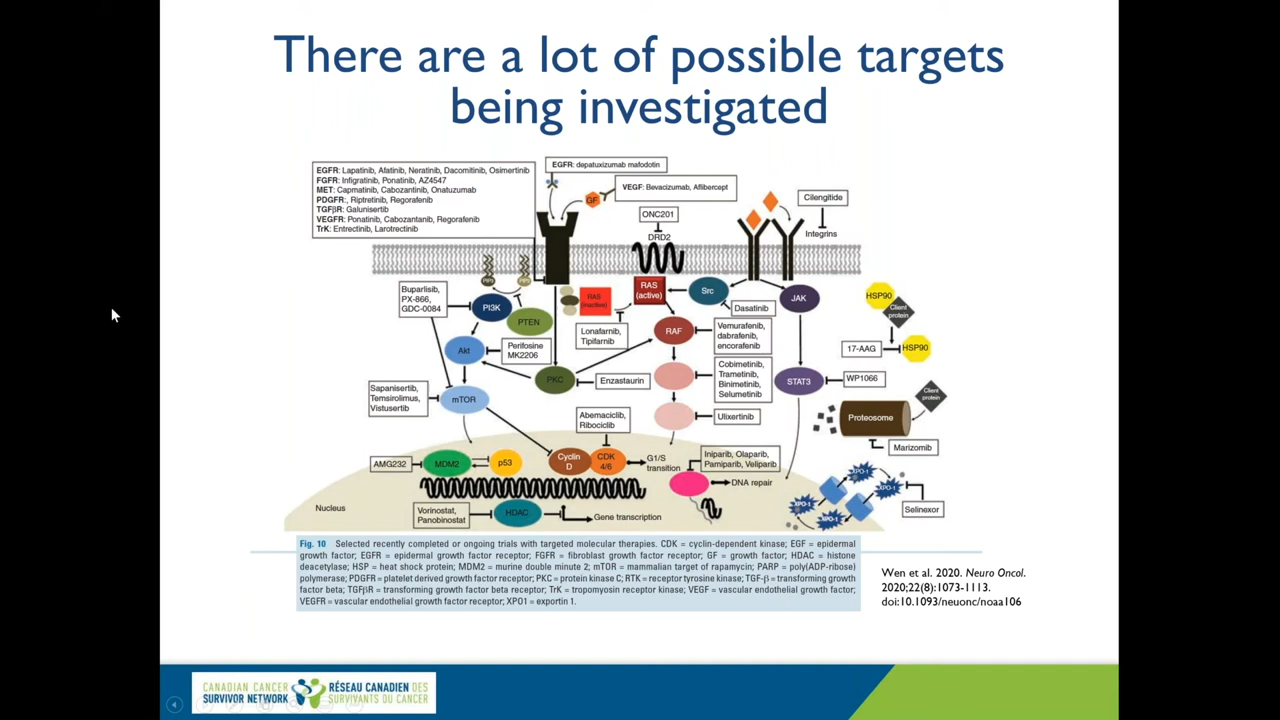 There are a lot of possible targets
being investigated
EGFR: Lapatinib, Afatinib, Neratinib, Dacomitinib, Osimertinib
FGFR: Infigratinib, Ponatinib, AZ4547
MET: Capmatinib, Cabozantinib, Onatuzumab
PDGFR:, Riptretinib, Regorafenib
TGFβR: Galunisertib
VEGFR: Ponatinib, Cabozantanib, Regorafenib
TrK: Entrectinib, Larotrectinib
EGFR: depatuxizumab mafodotin
GF
VEGF: Bevacizumab, Aflibercept
ONC201
DRD2
Cilengitide
Integrins
Buparlisib,
PX-866,
GDC-0084
PI3K
PTEN
RAS
(inactive)
RAS
(active)
Src
JAK
Dasatinib
HSP90
Client
protein
17-AAG
HSP90
Lonafarnib,
Tipifarnib
RAF
Vemurafenib,
dabrafenib,
encorafenib
Akt
Perifosine
MK2206
PKC
Enzastaurin
Cobimetinib,
Trametinib,
Binimetinib,
Selumetinib
STAT3
WP1066
Sapanisertib,
Temsirolimus,
Vistusertib
mTOR
Abemaciclib,
Ribociclib
Ulixertinib
Client
protein
Proteosome
Marizomib
AMG232
MDM2
p53
Cyclin
D
CDK
4/6
G1/S
transition
Iniparib, Olaparib,
Pamiparib, Veliparib
DNA repair
XPO-1
XPO-1
XPO-1
XPO-1
Selinexor
Nucleus
Vorinostat,
Panobinostat
HDAC
Gene transcription
Fig. 10 Selected recently completed or ongoing trials with targeted molecular therapies. CDK = cyclin-dependent kinase; EGF = epidermal
growth factor; EGFR = epidermal growth factor receptor; FGFR = fibroblast growth factor receptor; GF = growth factor; HDAC = histone
deacetylase; HSP = heat shock protein; MDM2 = murine double minute 2; mTOR = mammalian target of rapamycin; PARP = poly(ADP-ribose)
polymerase; PDGFR = platelet derived growth factor receptor; PKC = protein kinase C; RTK = receptor tyrosine kinase; TGF-β = transforming growth
factor beta; TGFβR = transforming growth factor beta receptor; TrK = tropomyosin receptor kinase; VEGF = vascular endothelial growth factor;
VEGFR = vascular endothelial growth factor receptor; XPO1 = exportin 1.
Wen et al. 2020. Neuro Oncol.
2020;22(8):1073-1113.
doi:10.1093/neuonc/noaa106
CANADIAN CANCER
SURVIVOR NETWORK
RÉSEAU CANADIEN DES
SURVIVANTS DU CANCER